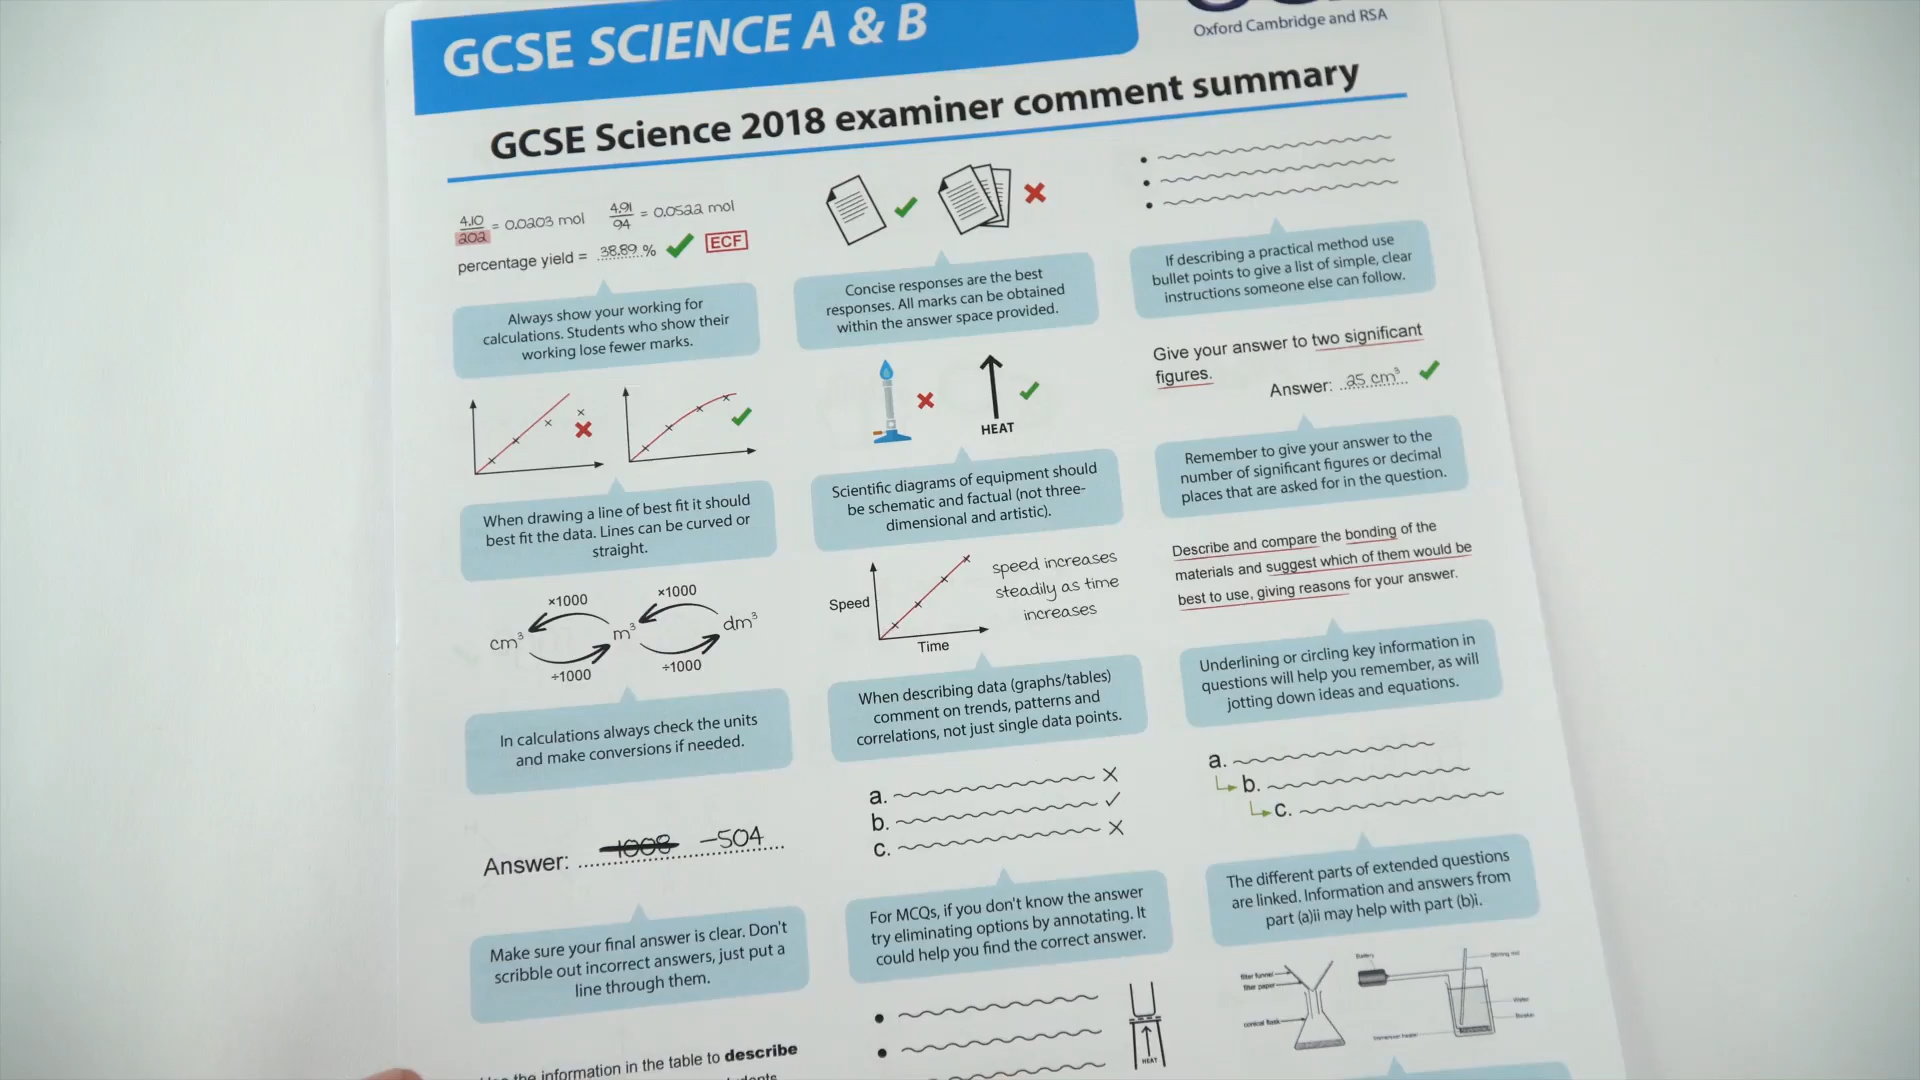 GCSE SCIENCE A & B
Oxford Cambridge and RSA
GCSE Science 2018 examiner comment summary
4.10
202
= 0.0203 mol
4.91
94
= 0.0522 mol
percentage yield = 38.89 %
ECF
Always show your working for
calculations. Students who show their
working lose fewer marks.
Concise responses are the best
responses. All marks can be obtained
within the answer space provided.
If describing a practical method use
bullet points to give a list of simple, clear
instructions someone else can follow.
When drawing a line of best fit it should
best fit the data. Lines can be curved or
straight.
HEAT
Scientific diagrams of equipment should
be schematic and factual (not three-
dimensional and artistic).
Give your answer to two significant
figures.
Answer: 25 cm³
Remember to give your answer to the
number of significant figures or decimal
places that are asked for in the question.
×1000
×1000
cm³
m³
dm³
÷1000
÷1000
In calculations always check the units
and make conversions if needed.
Speed
Time
speed increases
steadily as time
increases
When describing data (graphs/tables)
comment on trends, patterns and
correlations, not just single data points.
Describe and compare the bonding of the
materials and suggest which of them would be
best to use, giving reasons for your answer.
Underlining or circling key information in
questions will help you remember, as will
jotting down ideas and equations.
Answer: 1008 –504
Make sure your final answer is clear. Don't
scribble out incorrect answers, just put a
line through them.
a.
b.
c.
For MCQs, if you don't know the answer
try eliminating options by annotating. It
could help you find the correct answer.
a.
b.
c.
The different parts of extended questions
are linked. Information and answers from
part (a)ii may help with part (b)i.
the information in the table to describe
HEAT
filter funnel
filter paper
conical flask
Battery
Stirring rod
Water
Beaker